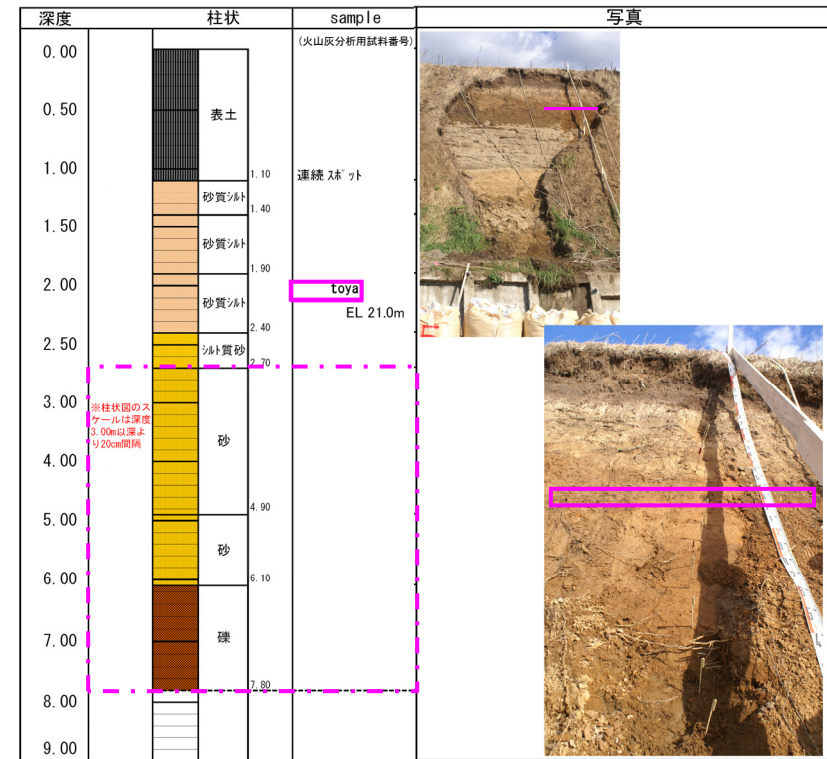 深度 柱状 sample 写真
(火山灰分析用試料番号)
0.00
0.50
表土
1.00
1.10
連続スポット
砂質シルト
1.40
1.50
砂質シルト
1.90
2.00
toya
砂質シルト
EL 21.0m
2.40
2.50
シルト質砂
2.70
3.00
※柱状図のス
ケールは深度
3.00m以深よ
り20cm間隔
砂
4.00
4.90
5.00
砂
6.00
6.10
7.00
礫
7.80
8.00
9.00